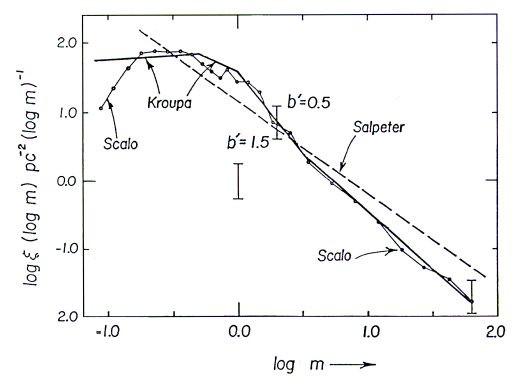 log ξ (log m) pc⁻² (log m)⁻¹
2.0
1.0
0.0
-1.0
2.0
Kroupa
Scalo
b′=0.5
b′=1.5
Salpeter
Scalo
=1.0
0.0
1.0
2.0
log m